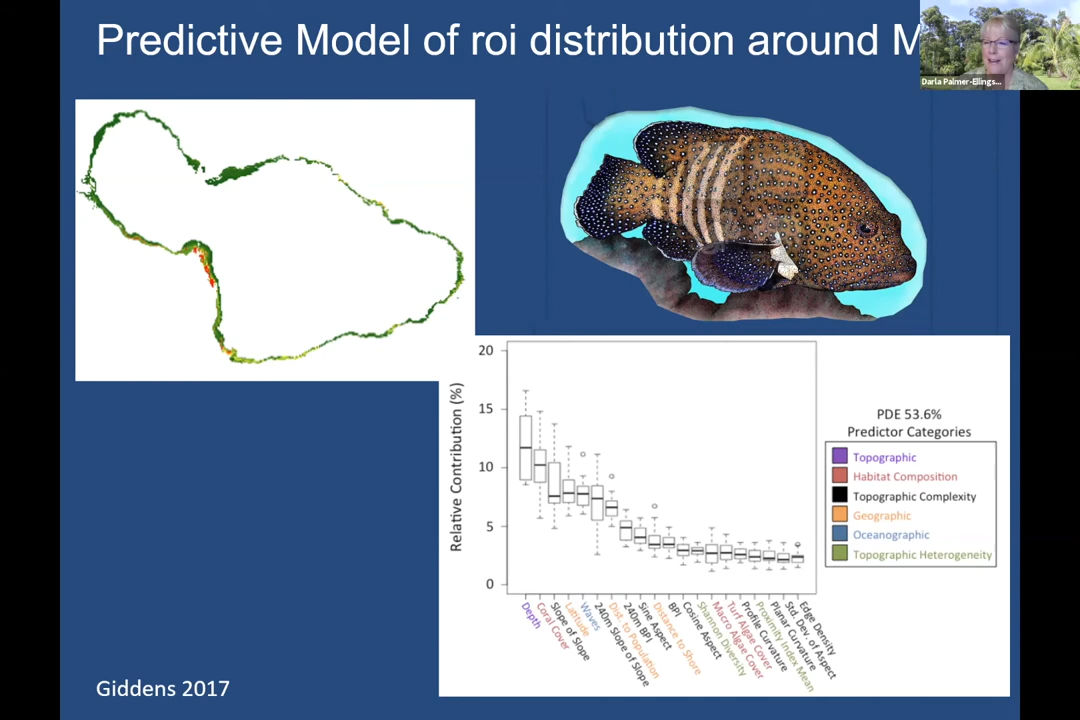 Predictive Model of roi distribution around M
Darla Palmer-Ellings...
20
15
10
5
0
Relative Contribution (%)
Depth
Coral Cover
Slope of Slope
Latitude
Waves
240m Slope of Slope
Dist. to Population
240m BPI
Sine Aspect
Distance to Shore
BPI
Cosine Aspect
Shannon Diversity
Macro Algae Cover
Turf Algae Cover
Profile Curvature
Proximity Index Mean
Planar Curvature
Std. Dev. of Aspect
Edge Density
PDE 53.6%
Predictor Categories
Topographic
Habitat Composition
Topographic Complexity
Geographic
Oceanographic
Topographic Heterogeneity
Giddens 2017